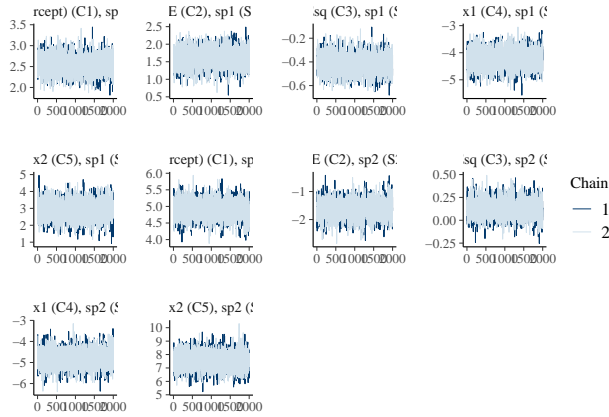 rcept) (C1), sp
E (C2), sp1 (S
sq (C3), sp1 (S
x1 (C4), sp1 (S
3.5
3.0
2.5
2.0
0 500 1000 1500 2000
2.5
2.0
1.5
1.0
0.5
0 500 1000 1500 2000
−0.2
−0.4
−0.6
0 500 1000 1500 2000
−3
−4
−5
0 500 1000 1500 2000
x2 (C5), sp1 (S
rcept) (C1), sp
E (C2), sp2 (S
sq (C3), sp2 (S
5
4
3
2
1
0 500 1000 1500 2000
6.0
5.5
5.0
4.5
4.0
0 500 1000 1500 2000
−1
−2
0 500 1000 1500 2000
0.50
0.25
0.00
−0.25
0 500 1000 1500 2000
Chain
1
2
x1 (C4), sp2 (S
x2 (C5), sp2 (S
−3
−4
−5
−6
0 500 1000 1500 2000
10
9
8
7
6
5
0 500 1000 1500 2000